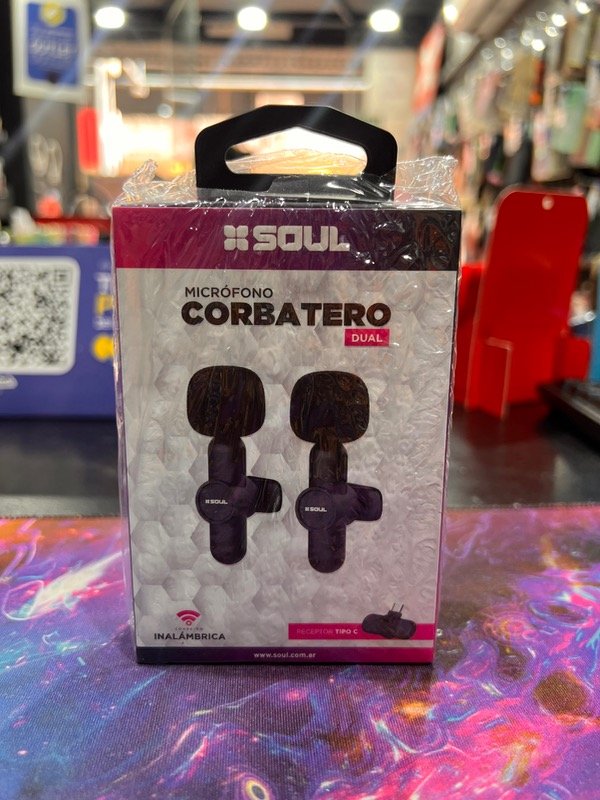 SOUL
MICRÓFONO
CORBATERO
DUAL
SOUL
SOUL
CONEXIÓN
INALÁMBRICA
RECEPTOR TIPO C
www.soul.com.ar